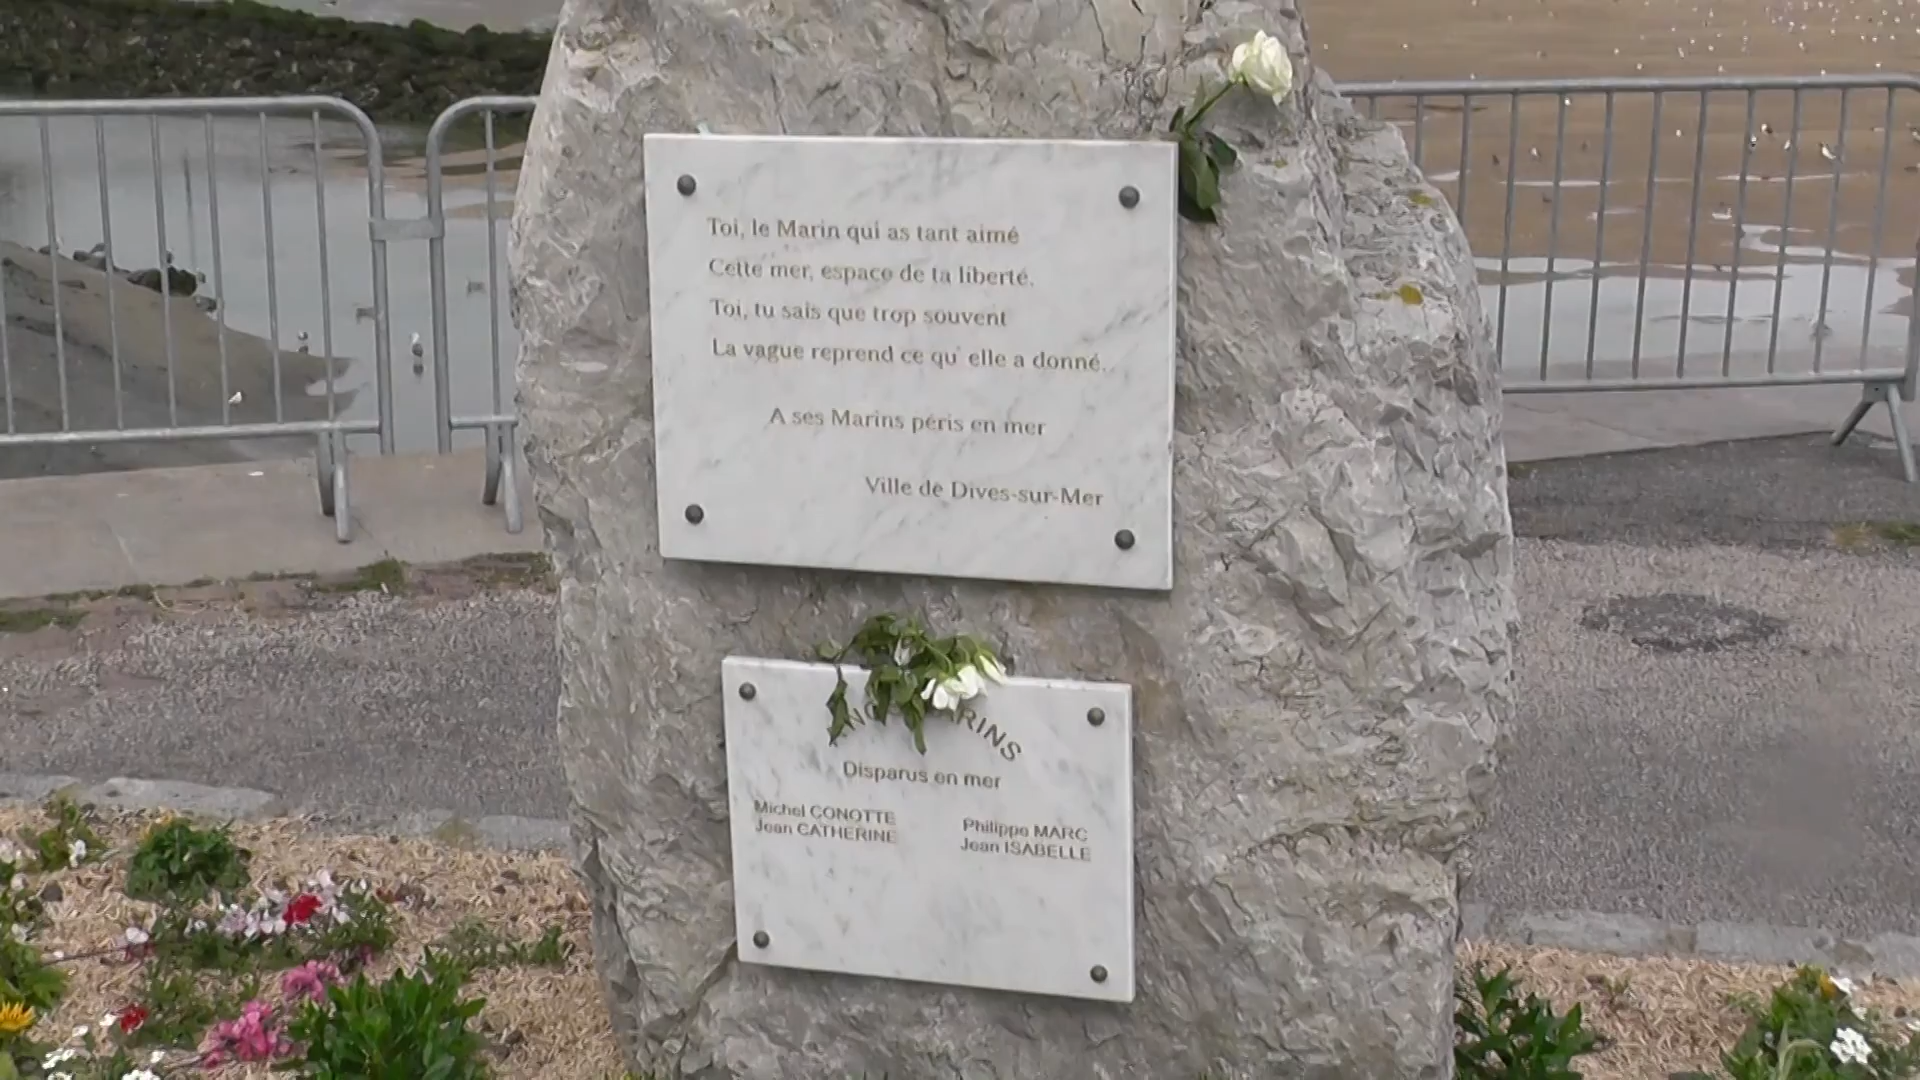 Toi, le Marin qui as tant aimé
Cette mer, espace de ta liberté.
Toi, tu sais que trop souvent
La vague reprend ce qu' elle a donné.
A ses Marins péris en mer
Ville de Dives-sur-Mer
Disparus en mer
Michel CONOTTE
Jean CATHERINE
Philippe MARC
Jean ISABELLE